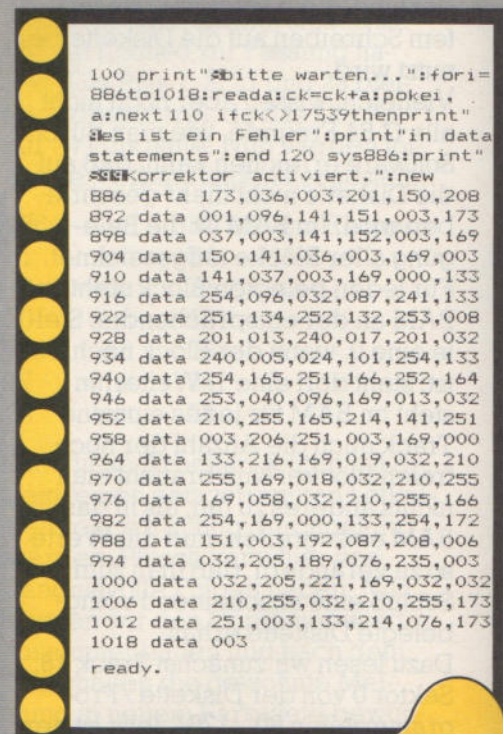 100 print"bitte warten...":fori=
886to1018:reada:ck=ck+a:pokei,
a:next110 ifck<>17539thenprint"
es ist ein Fehler":print"in data
statements":end 120 sys886:print"
Korrektor activiert.":new
886 data 173,036,003,201,150,208
892 data 001,096,141,151,003,173
898 data 037,003,141,152,003,169
904 data 150,141,036,003,169,003
910 data 141,037,003,169,000,133
916 data 254,096,032,087,241,133
922 data 251,134,252,132,253,008
928 data 201,013,240,017,201,032
934 data 240,005,024,101,254,133
940 data 254,165,251,166,252,164
946 data 253,040,096,169,013,032
952 data 210,255,165,214,141,251
958 data 003,206,251,003,169,000
964 data 133,216,169,019,032,210
970 data 255,169,018,032,210,255
976 data 169,058,032,210,255,166
982 data 254,169,000,133,254,172
988 data 151,003,192,087,208,006
994 data 032,205,189,076,235,003
1000 data 032,205,221,169,032,032
1006 data 210,255,032,210,255,173
1012 data 251,003,133,214,076,173
1018 data 003
ready.